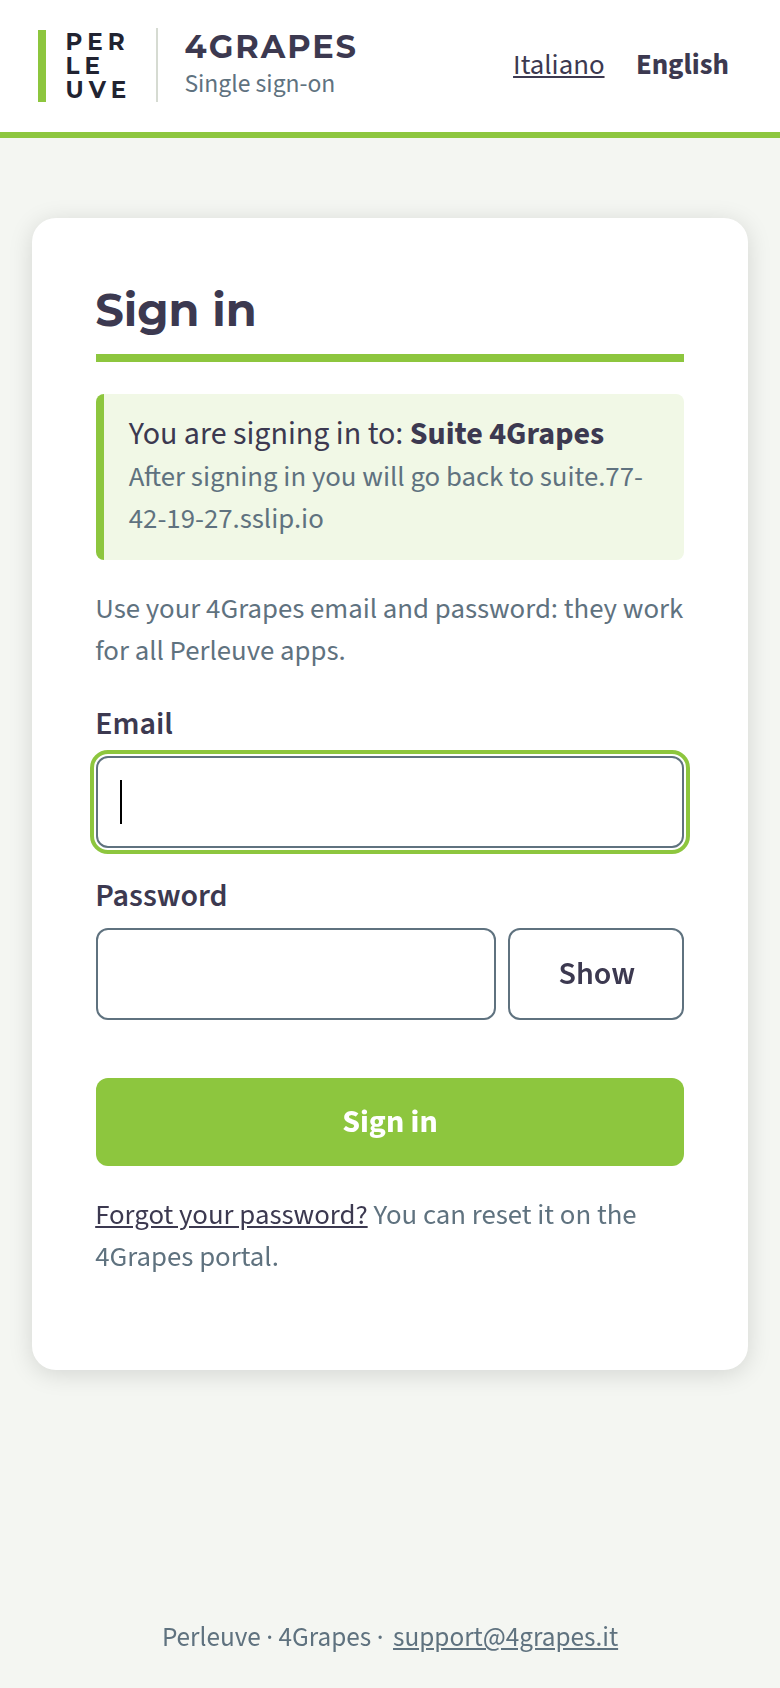 PER
LE
UVE
4GRAPES
Single sign-on
Italiano English
Sign in
You are signing in to: Suite 4Grapes
After signing in you will go back to suite.77-
42-19-27.sslip.io
Use your 4Grapes email and password: they work
for all Perleuve apps.
Email
Password
Show
Sign in
Forgot your password? You can reset it on the
4Grapes portal.
Perleuve · 4Grapes · support@4grapes.it